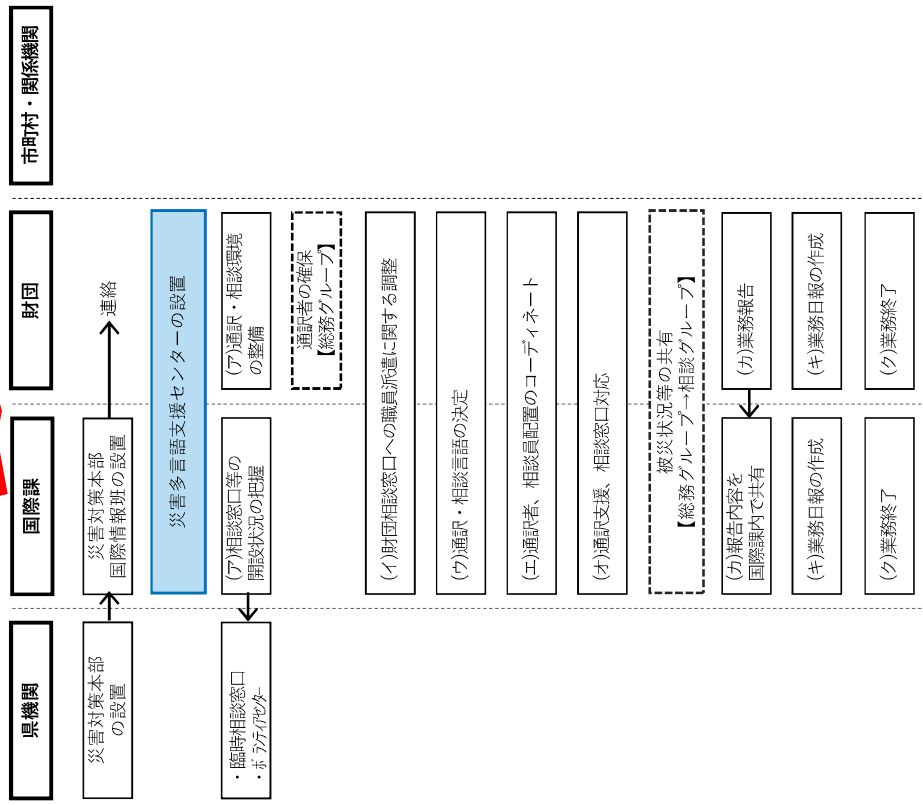 県機関
国際課
財団
市町村・関係機関
災害対策本部
の設置
災害対策本部
国際情報班の設置
連絡
災害多言語支援センターの設置
・臨時相談窓口
・ボランティアセンター
(ア)相談窓口等の
開設状況の把握
(ア)通訳・相談環境
の整備
通訳者の確保
【総務グループ】
(イ)財団相談窓口への職員派遣に関する調整
(ウ)通訳・相談言語の決定
(エ)通訳者、相談員配置のコーディネート
(オ)通訳支援、相談窓口対応
被災状況等の共有
【総務グループ→相談グループ】
(カ)報告内容を
国際課内で共有
(カ)業務報告
(キ)業務日報の作成
(キ)業務日報の作成
(ク)業務終了
(ク)業務終了